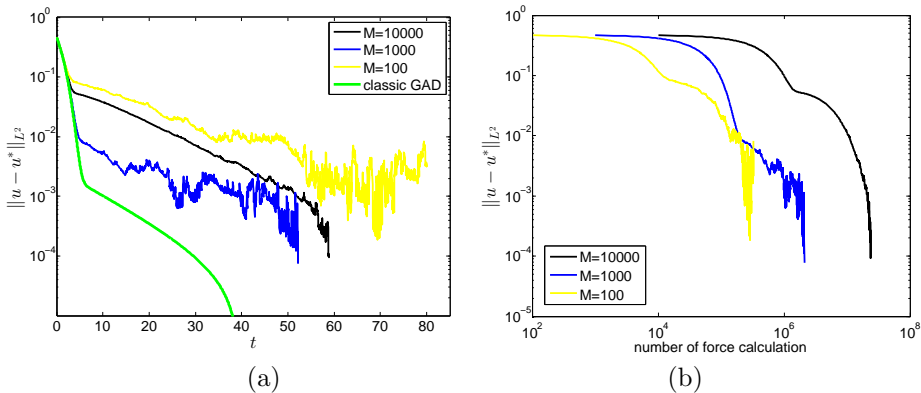 10^0
10^{-1}
10^{-2}
10^{-3}
10^{-4}
||u − u*||_{L^2}
M=10000
M=1000
M=100
classic GAD
0 10 20 30 40 50 60 70 80
t
(a)
10^0
10^{-1}
10^{-2}
10^{-3}
10^{-4}
10^{-5}
||u − u*||_{L^2}
M=10000
M=1000
M=100
10^2 10^4 10^6 10^8
number of force calculation
(b)